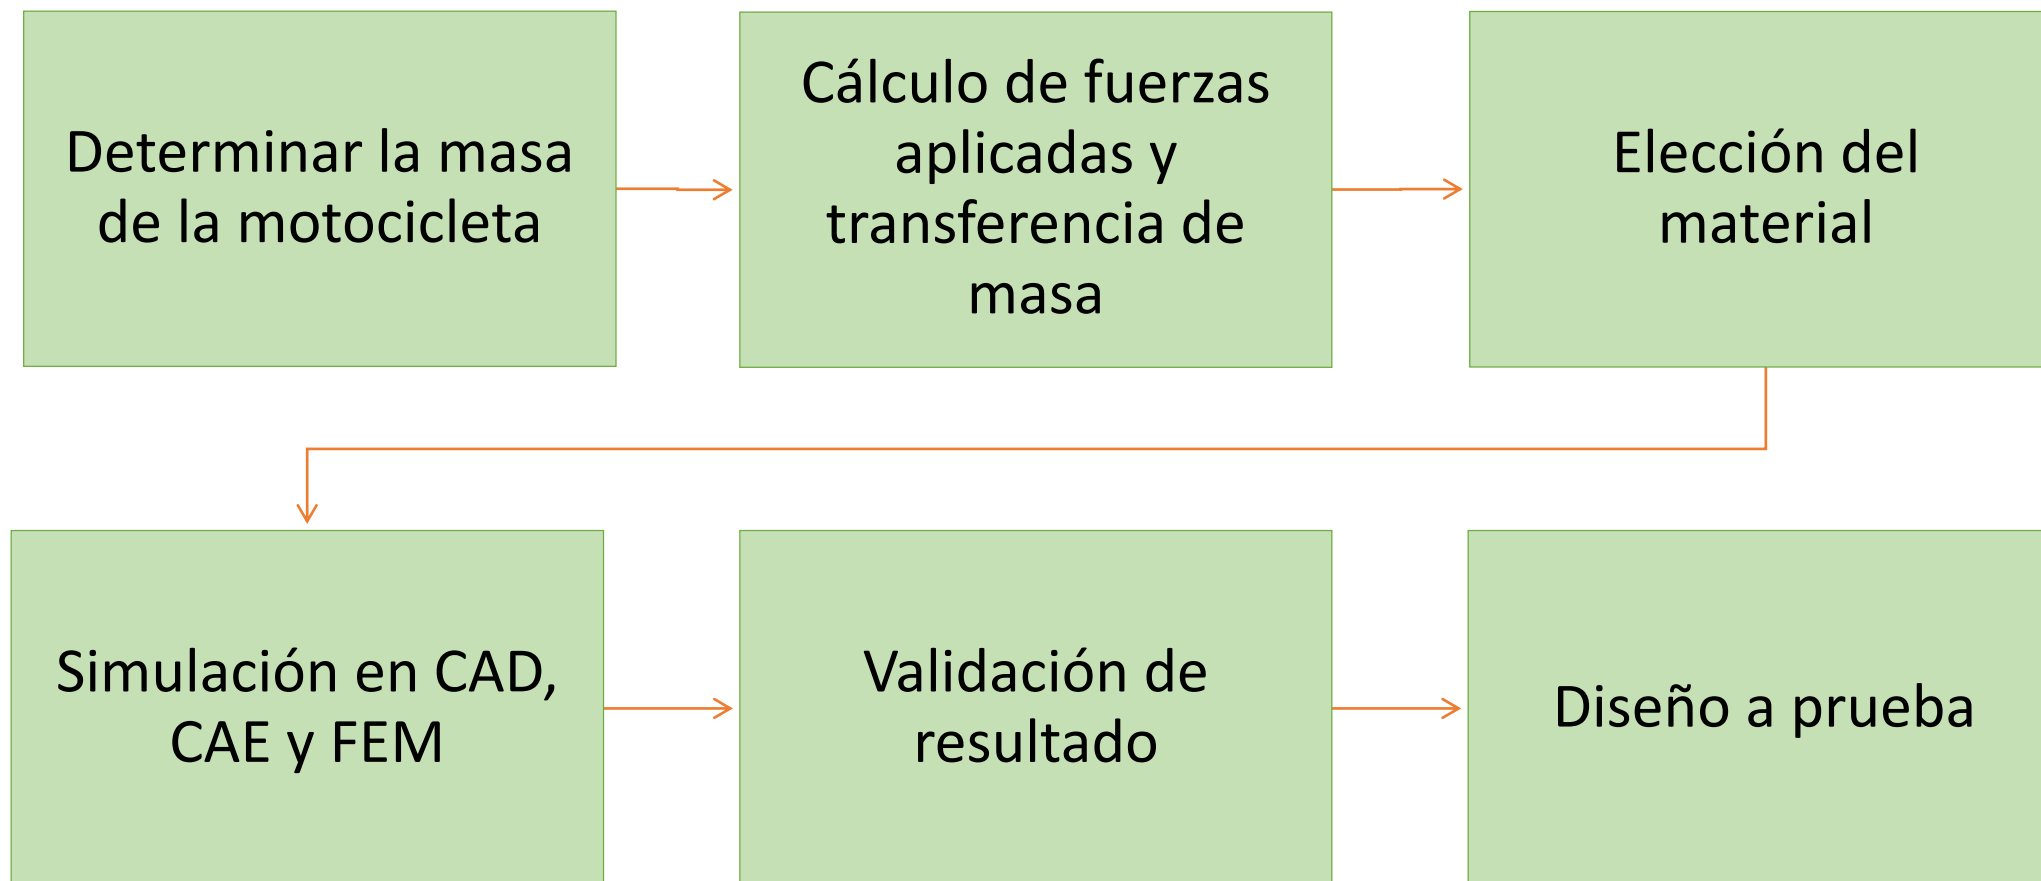 Determinar la masa
de la motocicleta
Cálculo de fuerzas
aplicadas y
transferencia de
masa
Elección del
material
Simulación en CAD,
CAE y FEM
Validación de
resultado
Diseño a prueba